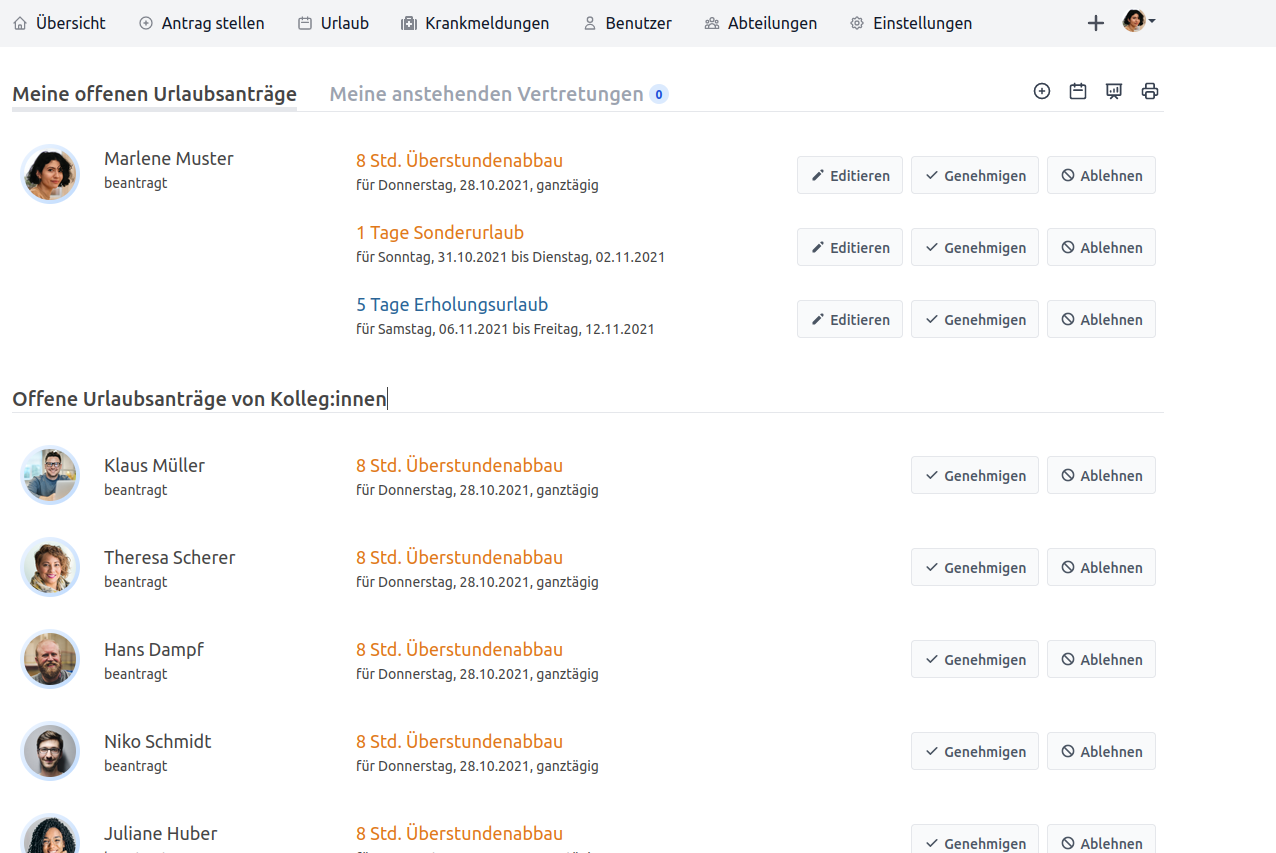 Übersicht Antrag stellen Urlaub Krankmeldungen Benutzer Abteilungen Einstellungen
Meine offenen Urlaubsanträge Meine anstehenden Vertretungen 0
Marlene Muster 8 Std. Überstundenabbau
beantragt für Donnerstag, 28.10.2021, ganztägig Editieren Genehmigen Ablehnen
1 Tage Sonderurlaub
für Sonntag, 31.10.2021 bis Dienstag, 02.11.2021 Editieren Genehmigen Ablehnen
5 Tage Erholungsurlaub
für Samstag, 06.11.2021 bis Freitag, 12.11.2021 Editieren Genehmigen Ablehnen
Offene Urlaubsanträge von Kolleg:innen
Klaus Müller 8 Std. Überstundenabbau
beantragt für Donnerstag, 28.10.2021, ganztägig Genehmigen Ablehnen
Theresa Scherer 8 Std. Überstundenabbau
beantragt für Donnerstag, 28.10.2021, ganztägig Genehmigen Ablehnen
Hans Dampf 8 Std. Überstundenabbau
beantragt für Donnerstag, 28.10.2021, ganztägig Genehmigen Ablehnen
Niko Schmidt 8 Std. Überstundenabbau
beantragt für Donnerstag, 28.10.2021, ganztägig Genehmigen Ablehnen
Juliane Huber 8 Std. Überstundenabbau Genehmigen Ablehnen